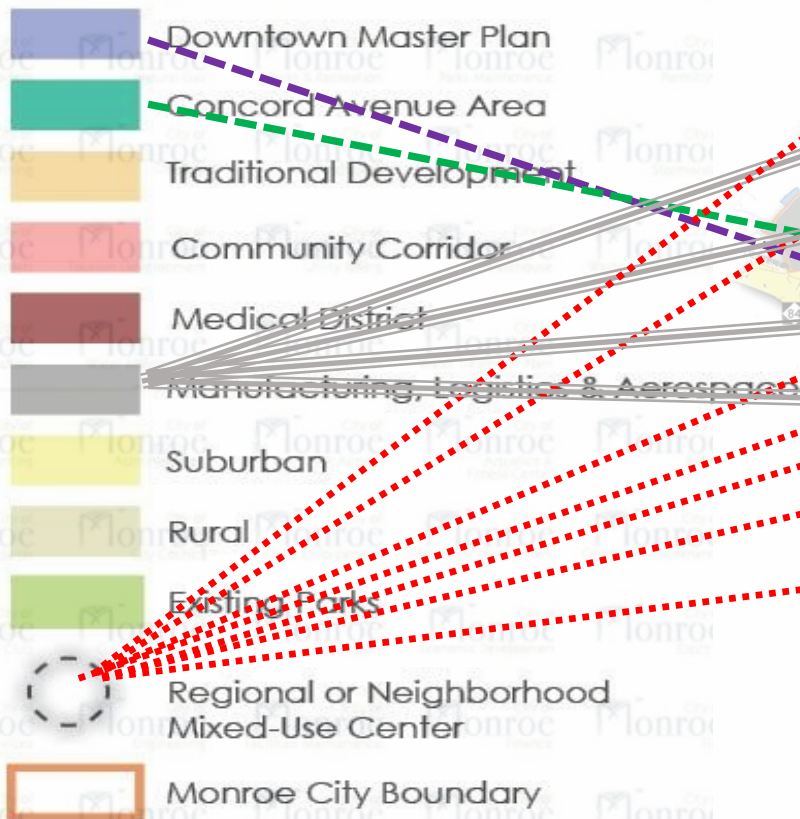 Downtown Master Plan
Concord Avenue Area
Traditional Development
Community Corridor
84
Medical District
Manufacturing, Logistics & Aerospace
Suburban
Rural
Existing Parks
Regional or Neighborhood
Mixed-Use Center
Monroe City Boundary